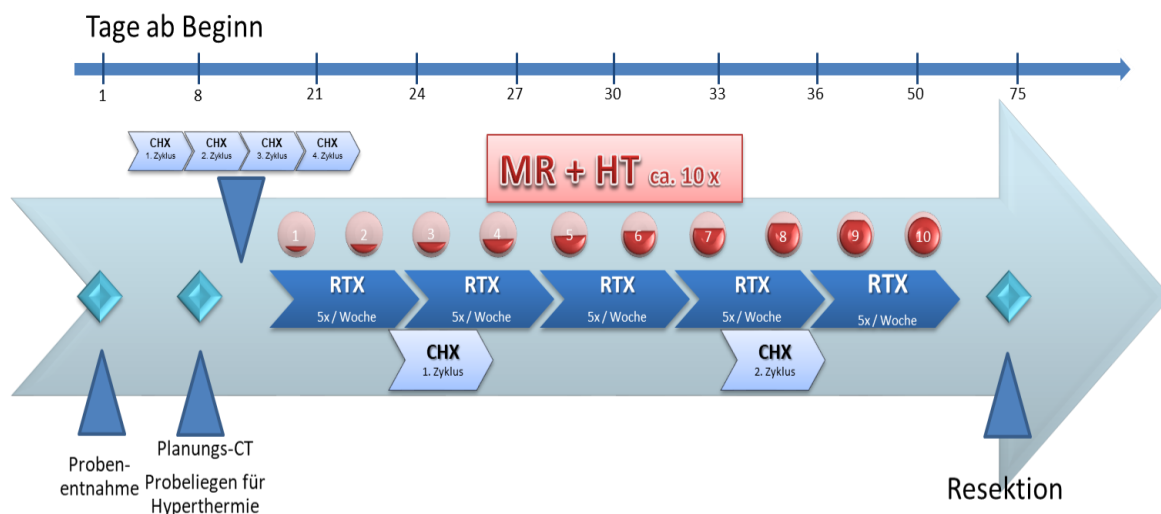 Tage ab Beginn
1 8 21 24 27 30 33 36 50 75
CHX CHX CHX CHX
1. Zyklus 2. Zyklus 3. Zyklus 4. Zyklus
MR + HT ca. 10 x
1 2 3 4 5 6 7 8 9 10
RTX RTX RTX RTX RTX
5x / Woche 5x / Woche 5x / Woche 5x / Woche 5x / Woche
CHX CHX
1. Zyklus 2. Zyklus
Proben-
entnahme
Planungs-CT
Probeliegen für
Hyperthermie
Resektion